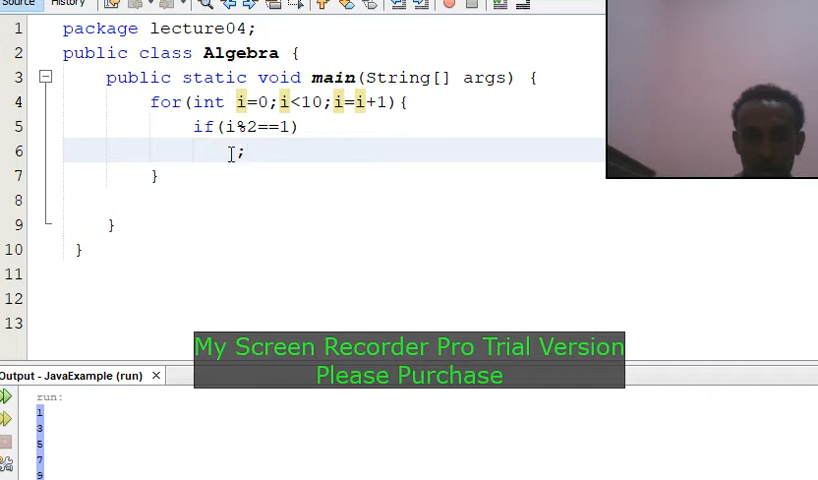 Source History
1 package lecture04;
2 public class Algebra {
3 public static void main(String[] args) {
4 for(int i=0;i<10;i=i+1){
5 if(i%2==1)
6 ;
7 }
8
9 }
10 }
11
12
13
My Screen Recorder Pro Trial Version
Please Purchase
Output - JavaExample (run) ×
run:
1
3
5
7
9